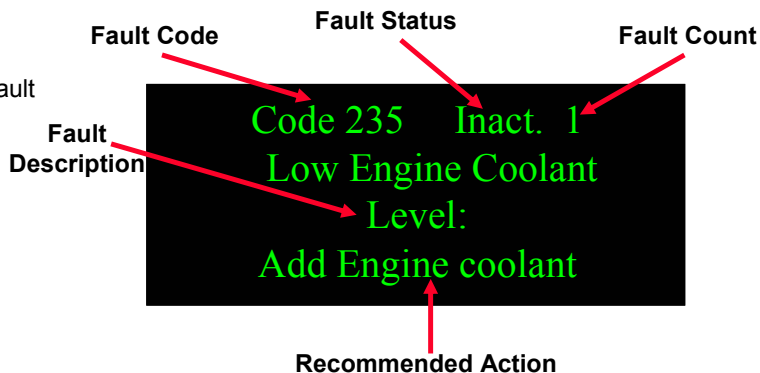 Fault Status
Fault Code
Fault Count
ault
Fault
Description
Code 235 Inact. 1
Low Engine Coolant
Level:
Add Engine coolant
Recommended Action